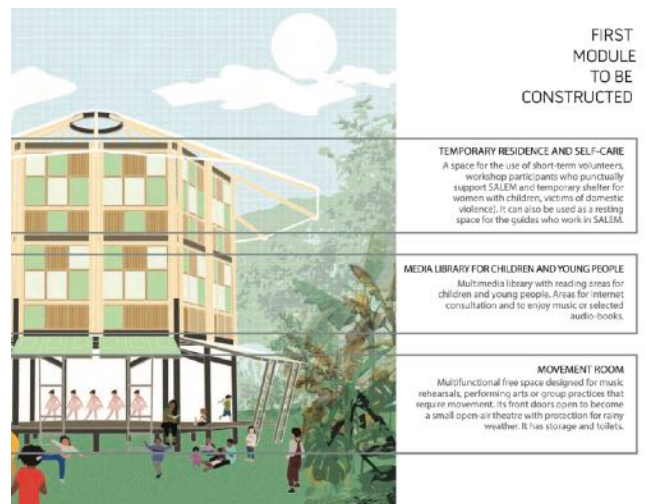 FIRST
MODULE
TO BE
CONSTRUCTED
TEMPORARY RESIDENCE AND SELF-CARE
A space for the use of short-term volunteers,
workshop participants who punctually
support SALEM and temporary shelter for
women with children, victims of domestic
violence). It can also be used as a resting
space for the guides who work in SALEM.
MEDIA LIBRARY FOR CHILDREN AND YOUNG PEOPLE
Multimedia library with reading areas for
children and young people. Areas for internet
consultation and to enjoy music or selected
audio-books.
MOVEMENT ROOM
Multifunctional free space designed for music
rehearsals, performing arts or group practices that
require movement. Its front doors open to become
a small open-air theatre with protection for rainy
weather. It has storage and toilets.